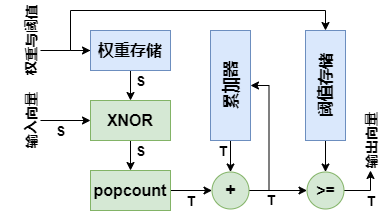 权重与阈值
权重存储
累加器
阈值存储
S
输入向量
S
XNOR
S
输出向量
T
popcount
T
+
T
>=
T